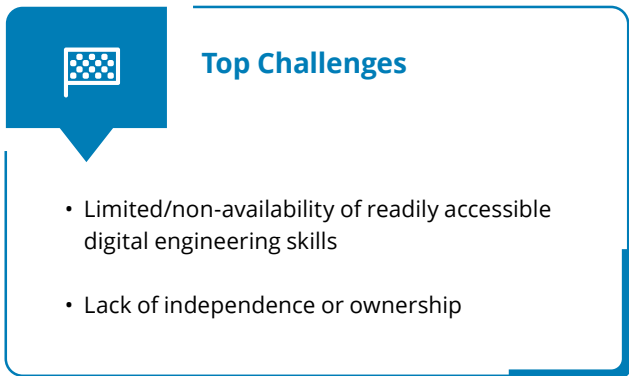 Top Challenges
• Limited/non-availability of readily accessible
digital engineering skills
• Lack of independence or ownership